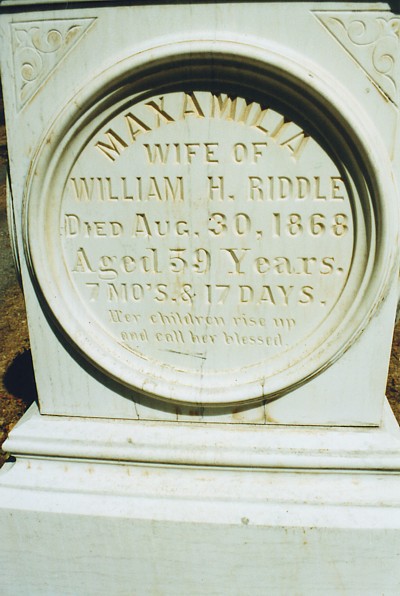 MAXAMILIA
WIFE OF
WILLIAM H. RIDDLE
DIED AUG. 30, 1868
Aged 59 Years.
7 MO'S. & 17 DAYS.
Her children rise up
and call her blessed.